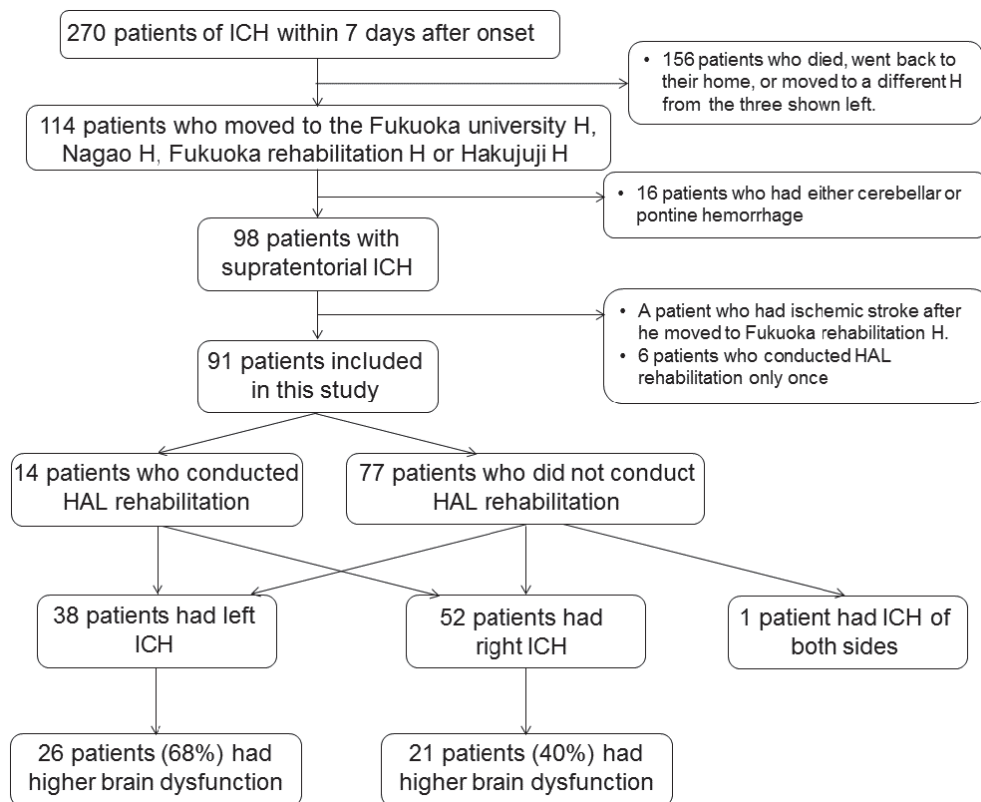 270 patients of ICH within 7 days after onset
• 156 patients who died, went back to
their home, or moved to a different H
from the three shown left.
114 patients who moved to the Fukuoka university H,
Nagao H, Fukuoka rehabilitation H or Hakujuji H
• 16 patients who had either cerebellar or
pontine hemorrhage
98 patients with
supratentorial ICH
• A patient who had ischemic stroke after
he moved to Fukuoka rehabilitation H.
• 6 patients who conducted HAL
rehabilitation only once
91 patients included
in this study
14 patients who conducted
HAL rehabilitation
77 patients who did not conduct
HAL rehabilitation
38 patients had left
ICH
52 patients had
right ICH
1 patient had ICH of
both sides
26 patients (68%) had
higher brain dysfunction
21 patients (40%) had
higher brain dysfunction